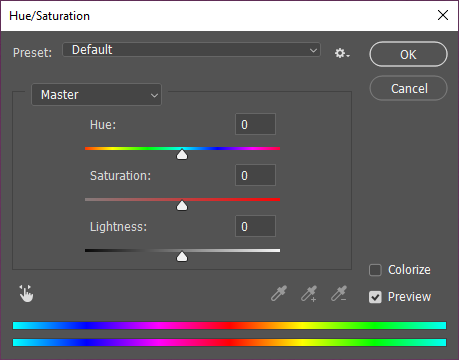 Hue/Saturation
Preset: Default
OK
Cancel
Master
Hue: 0
Saturation: 0
Lightness: 0
Colorize
Preview